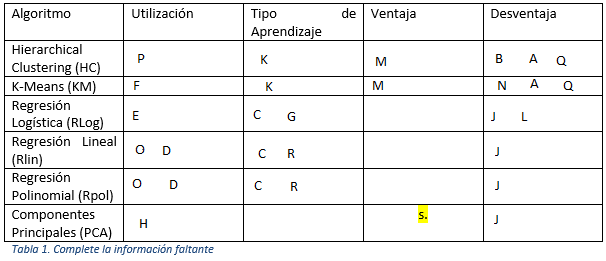 Algoritmo Utilización Tipo de Aprendizaje Ventaja Desventaja
Hierarchical Clustering (HC) P K M B A Q
K-Means (KM) F K M N A Q
Regresión Logística (RLog) E C G J L
Regresión Lineal (Rlin) O D C R J
Regresión Polinomial (Rpol) O D C R J
Componentes Principales (PCA) H s. J
Tabla 1. Complete la información faltante